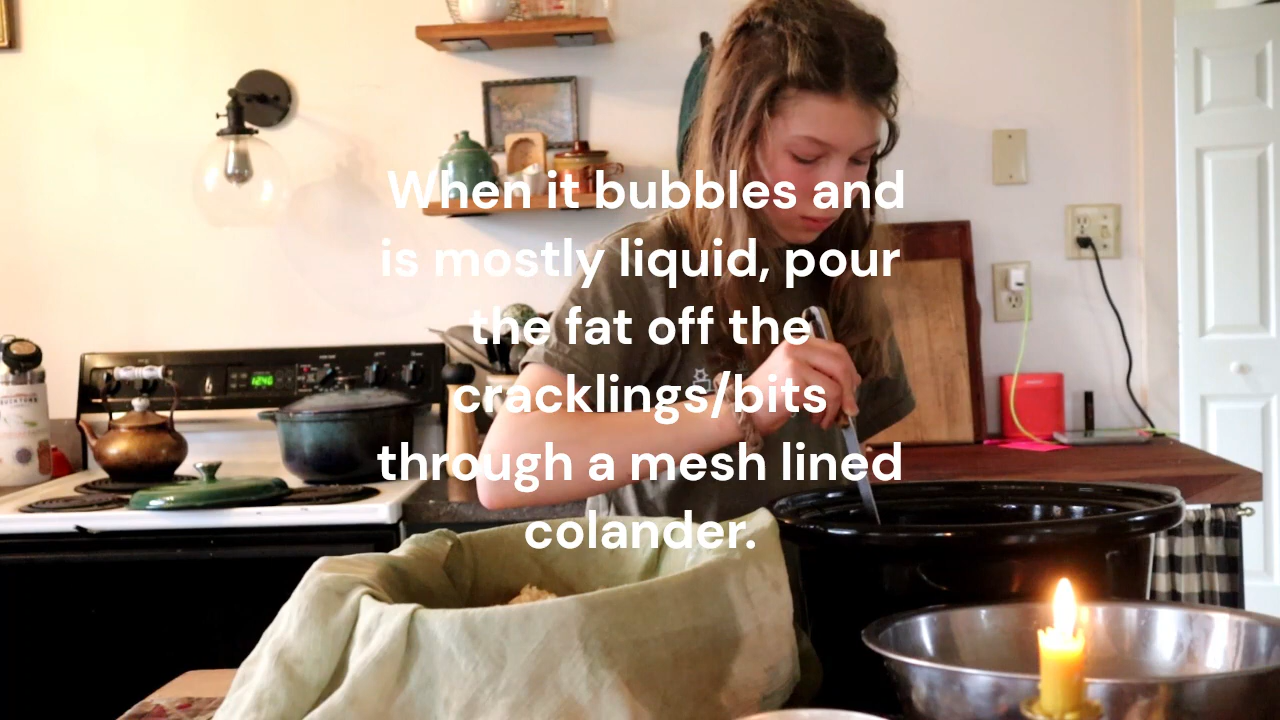 When it bubbles and
is mostly liquid, pour
the fat off the
cracklings/bits
through a mesh lined
colander.